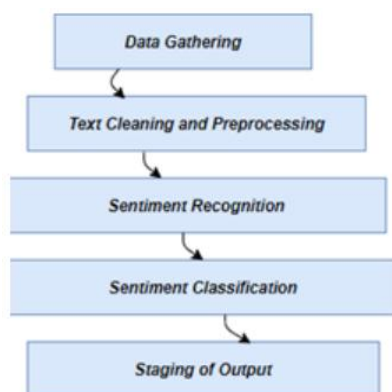 Data Gathering
Text Cleaning and Preprocessing
Sentiment Recognition
Sentiment Classification
Staging of Output